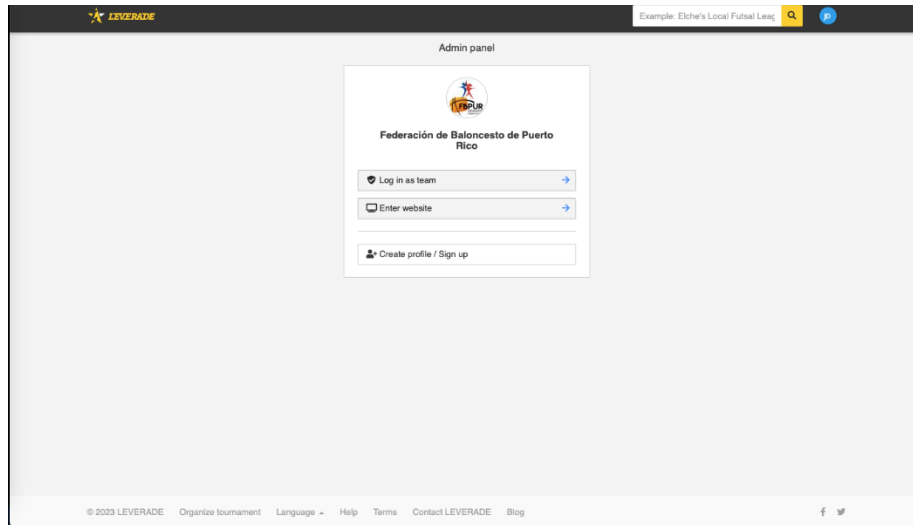 LEVERADE
Example: Elche's Local Futsal Leag
jo
Admin panel
FBPUR
Federación de Baloncesto de Puerto
Rico
Log in as team
Enter website
Create profile / Sign up
© 2023 LEVERADE Organize tournament Language Help Terms Contact LEVERADE Blog